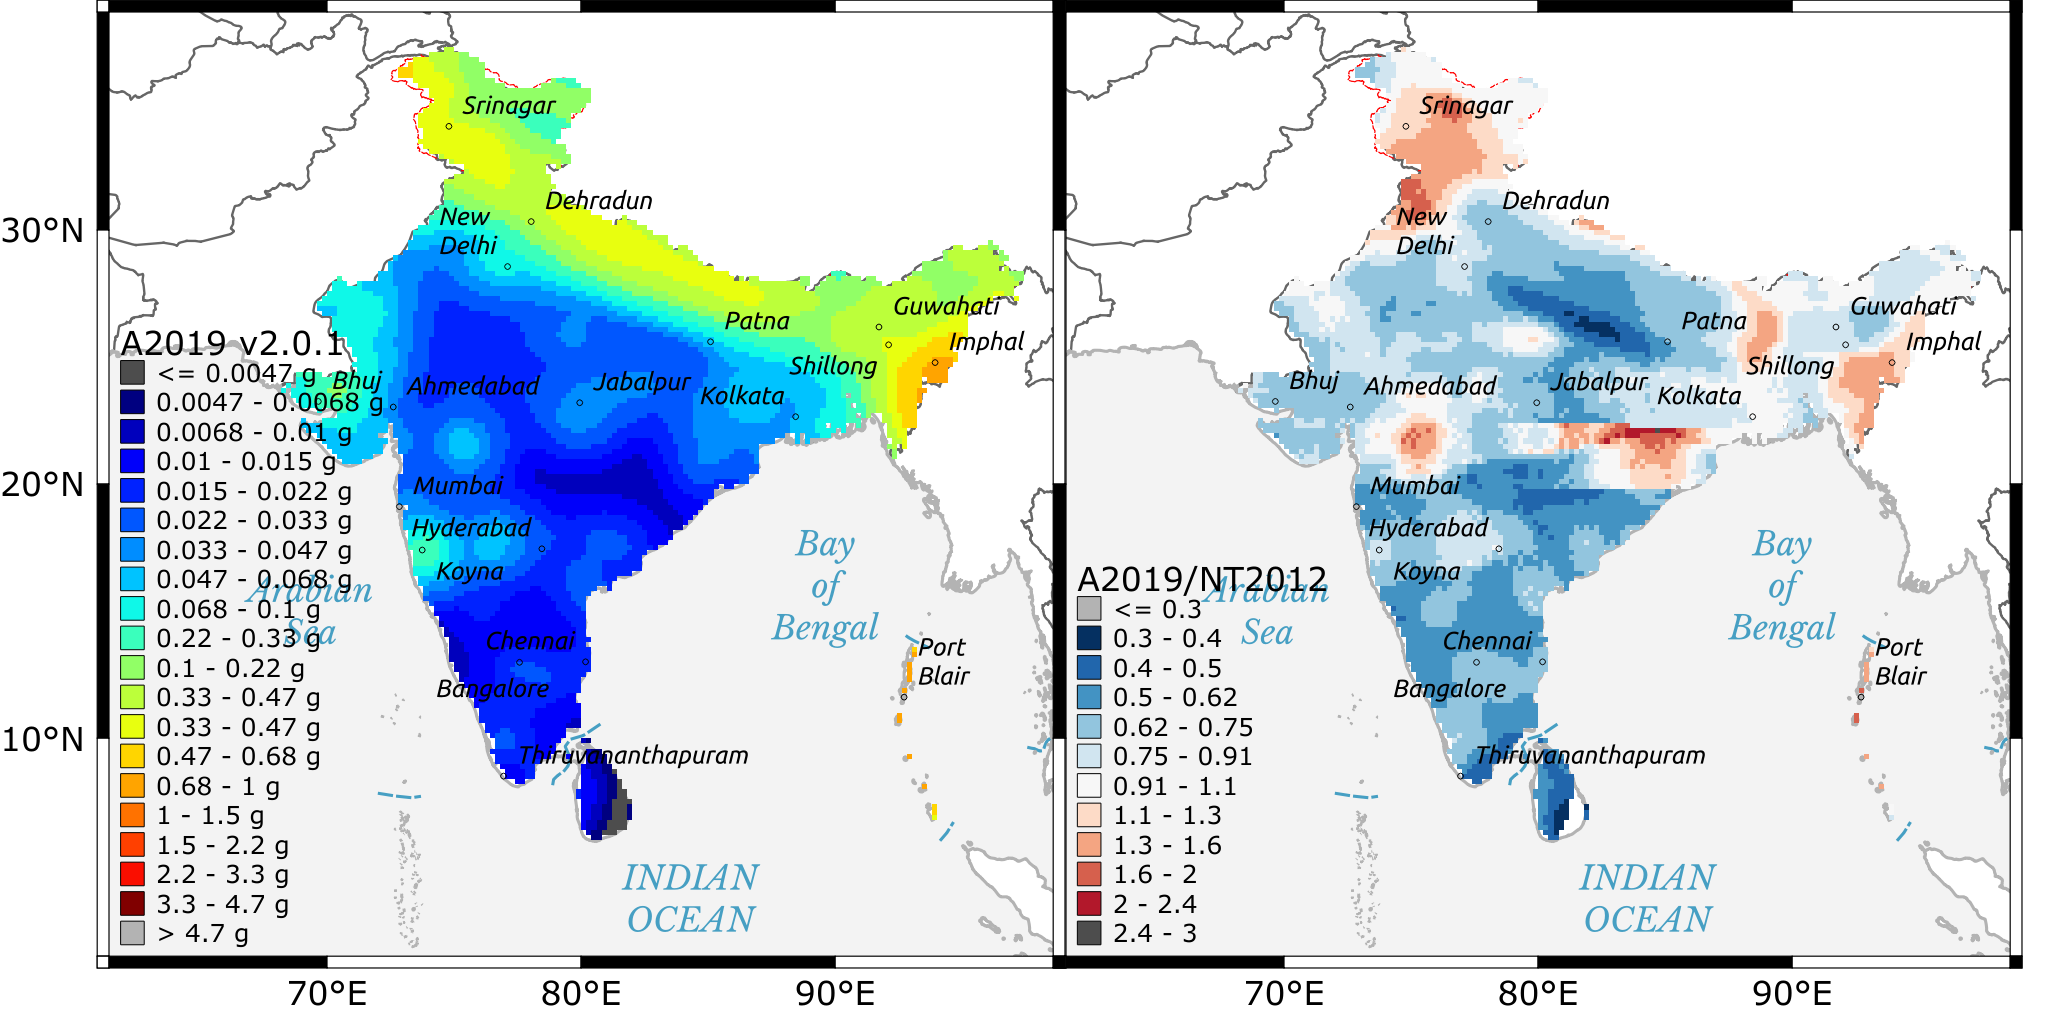 Srinagar
Dehradun
New
Delhi
30°N
Guwahati
Patna
Imphal
A2019 v2.0.1
Shillong
<= 0.0047 g
Bhuj
Ahmedabad
Jabalpur
Kolkata
0.0047 - 0.0068 g
0.0068 - 0.01 g
0.01 - 0.015 g
20°N
Mumbai
0.015 - 0.022 g
0.022 - 0.033 g
Hyderabad
0.033 - 0.047 g
Koyna
0.047 - 0.068 g
Arabian
Sea
Bay
of
Bengal
0.068 - 0.1 g
0.22 - 0.33 g
Chennai
Port
Blair
0.1 - 0.22 g
Bangalore
0.33 - 0.47 g
0.33 - 0.47 g
10°N
0.47 - 0.68 g
Thiruvananthapuram
0.68 - 1 g
1 - 1.5 g
1.5 - 2.2 g
2.2 - 3.3 g
3.3 - 4.7 g
> 4.7 g
INDIAN
OCEAN
70°E
80°E
90°E
Srinagar
Dehradun
New
Delhi
Guwahati
Patna
Imphal
Shillong
Bhuj
Ahmedabad
Jabalpur
Kolkata
Mumbai
Hyderabad
Koyna
A2019/NT2012
Arabian
Sea
Bay
of
Bengal
<= 0.3
0.3 - 0.4
Chennai
Port
Blair
0.4 - 0.5
Bangalore
0.5 - 0.62
0.62 - 0.75
0.75 - 0.91
Thiruvananthapuram
0.91 - 1.1
1.1 - 1.3
1.3 - 1.6
1.6 - 2
2 - 2.4
2.4 - 3
INDIAN
OCEAN
70°E
80°E
90°E